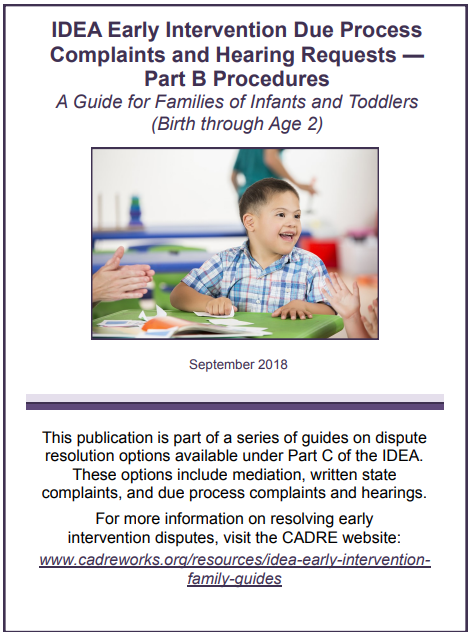 IDEA Early Intervention Due Process
Complaints and Hearing Requests —
Part B Procedures
A Guide for Families of Infants and Toddlers
(Birth through Age 2)
September 2018
This publication is part of a series of guides on dispute
resolution options available under Part C of the IDEA.
These options include mediation, written state
complaints, and due process complaints and hearings.
For more information on resolving early
intervention disputes, visit the CADRE website:
www.cadreworks.org/resources/idea-early-intervention-
family-guides